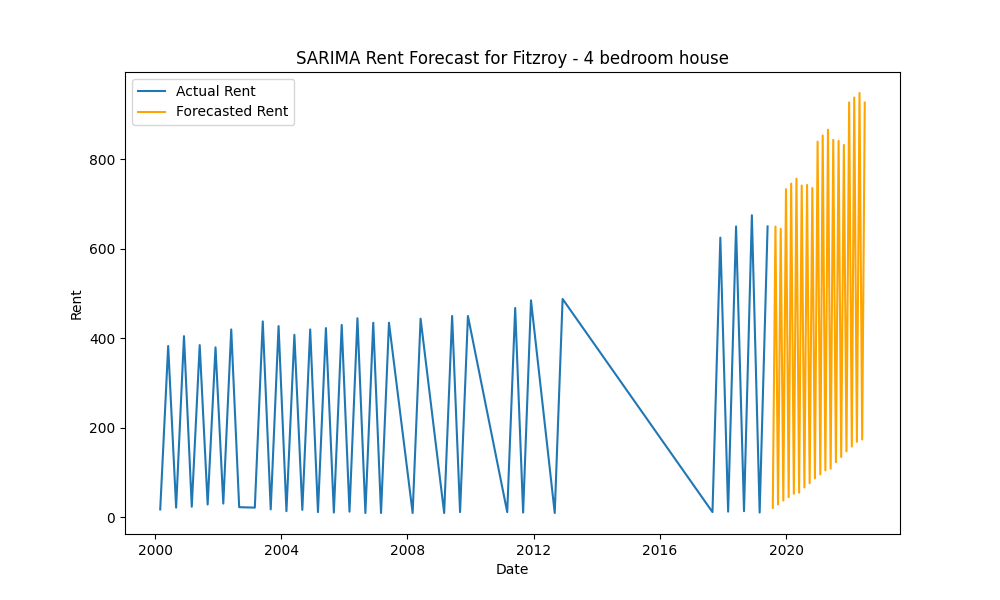 SARIMA Rent Forecast for Fitzroy - 4 bedroom house
Actual Rent
Forecasted Rent
800
600
400
200
0
Rent
2000 2004 2008 2012 2016 2020
Date